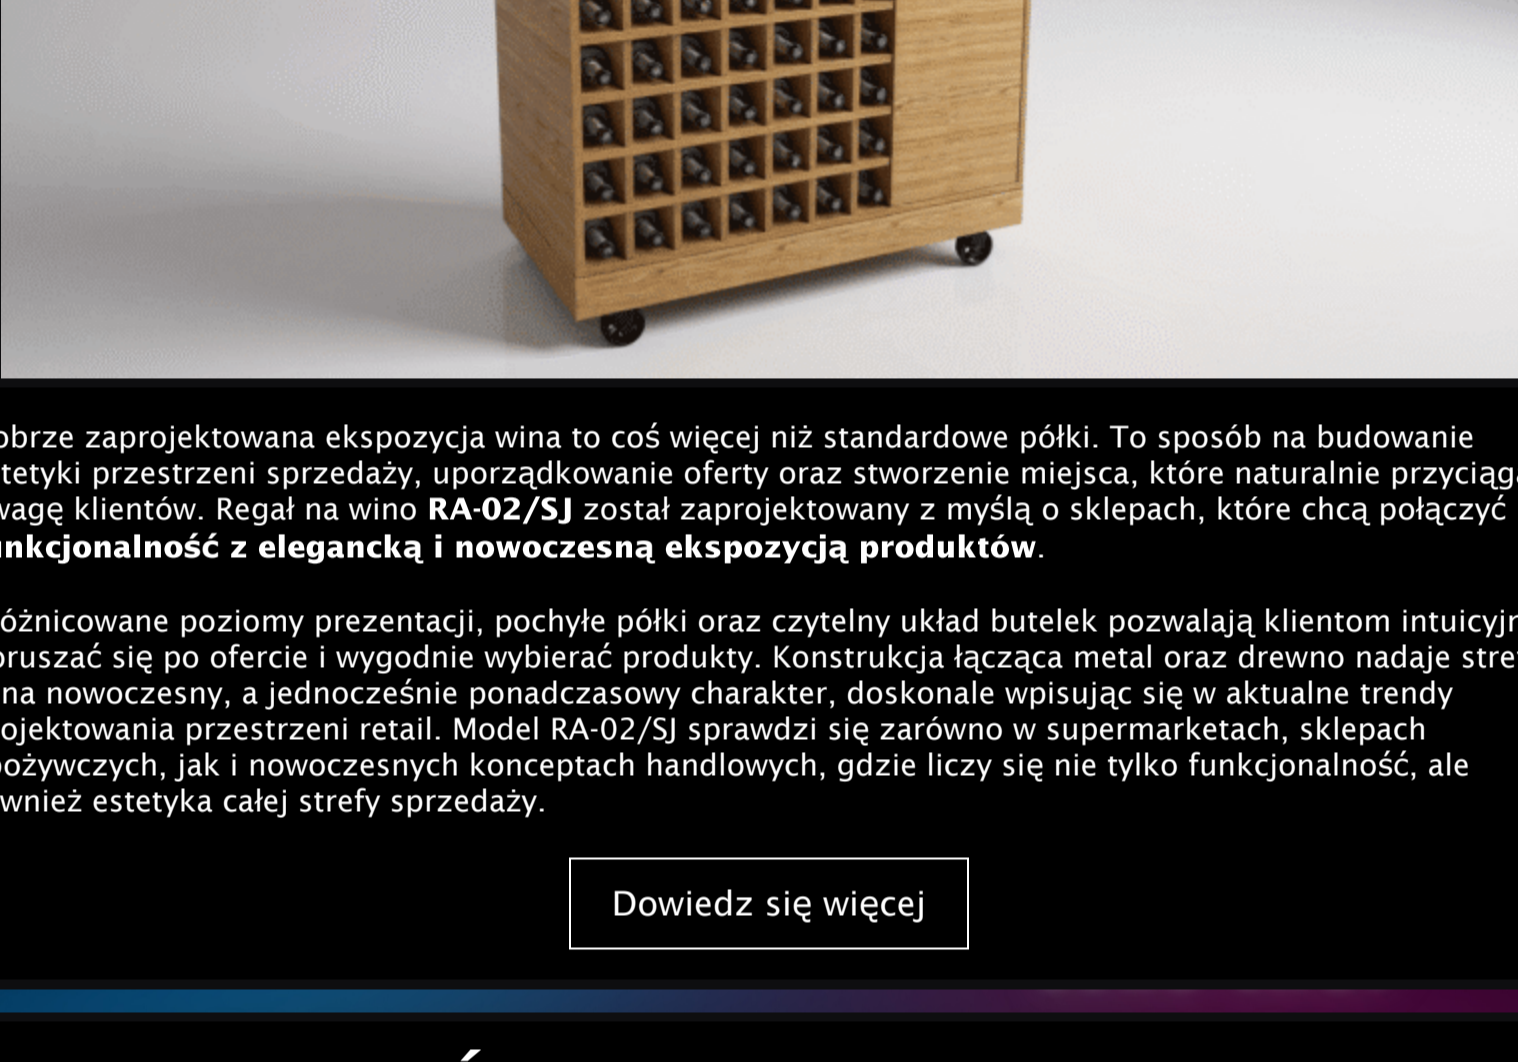 obrze zaprojektowana ekspozycja wina to coś więcej niż standardowe półki. To sposób na budowanie
tetyki przestrzeni sprzedaży, uporządkowanie oferty oraz stworzenie miejsca, które naturalnie przyciąga
wagę klientów. Regał na wino RA-02/SJ został zaprojektowany z myślą o sklepach, które chcą połączyć
unkcjonalność z elegancką i nowoczesną ekspozycją produktów.
óżnicowane poziomy prezentacji, pochyłe półki oraz czytelny układ butelek pozwalają klientom intuicyjn
oruszać się po ofercie i wygodnie wybierać produkty. Konstrukcja łącząca metal oraz drewno nadaje stre
na nowoczesny, a jednocześnie ponadczasowy charakter, doskonale wpisując się w aktualne trendy
ojektowania przestrzeni retail. Model RA-02/SJ sprawdzi się zarówno w supermarketach, sklepach
ożywczych, jak i nowoczesnych konceptach handlowych, gdzie liczy się nie tylko funkcjonalność, ale
wnież estetyka całej strefy sprzedaży.
Dowiedz się więcej